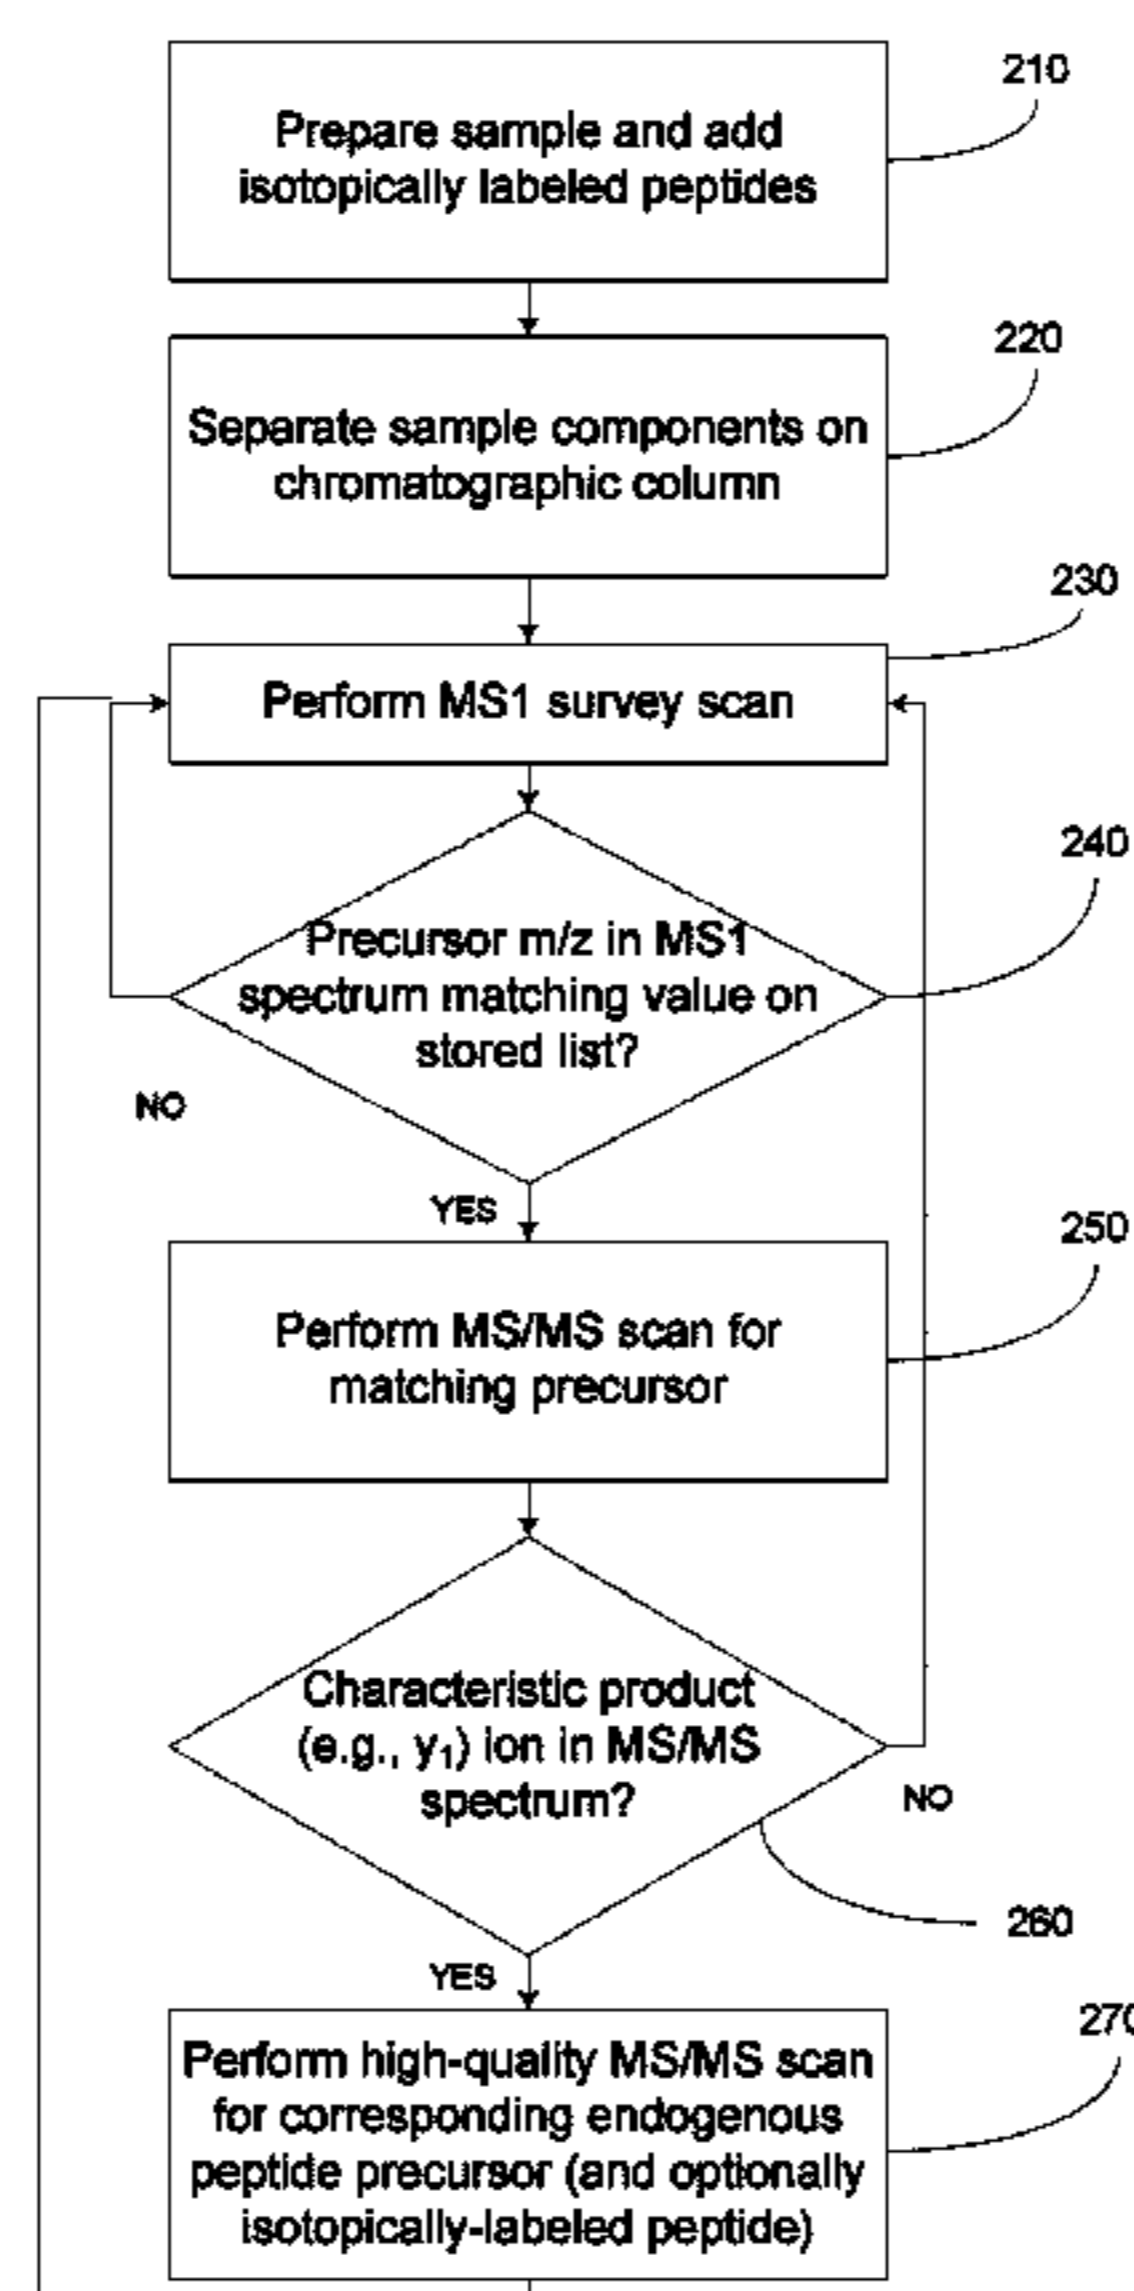 210
Prepare sample and add
isotopically labeled peptides
220
Separate sample components on
chromatographic column
230
Perform MS1 survey scan
240
Precursor m/z in MS1
spectrum matching value on
stored list?
NO
YES
250
Perform MS/MS scan for
matching precursor
Characteristic product
(e.g., y₁) ion in MS/MS
spectrum?
NO
260
YES
270
Perform high-quality MS/MS scan
for corresponding endogenous
peptide precursor (and optionally
isotopically-labeled peptide)